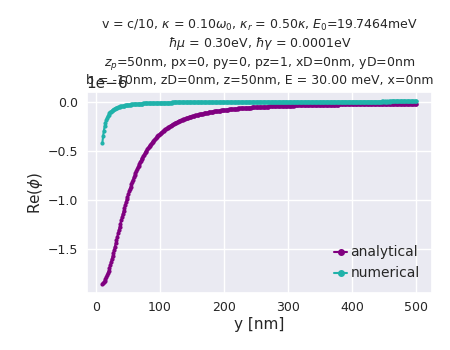 v = c/10, κ = 0.10ω₀, κᵣ = 0.50κ, E₀=19.7464meV
ħμ = 0.30eV, ħγ = 0.0001eV
zₚ=50nm, px=0, py=0, pz=1, xD=0nm, yD=0nm
b = -10nm, zD=0nm, z=50nm, E = 30.00 meV, x=0nm
1e−6
0.0
−0.5
−1.0
−1.5
Re(ϕ)
analytical
numerical
0 100 200 300 400 500
y [nm]